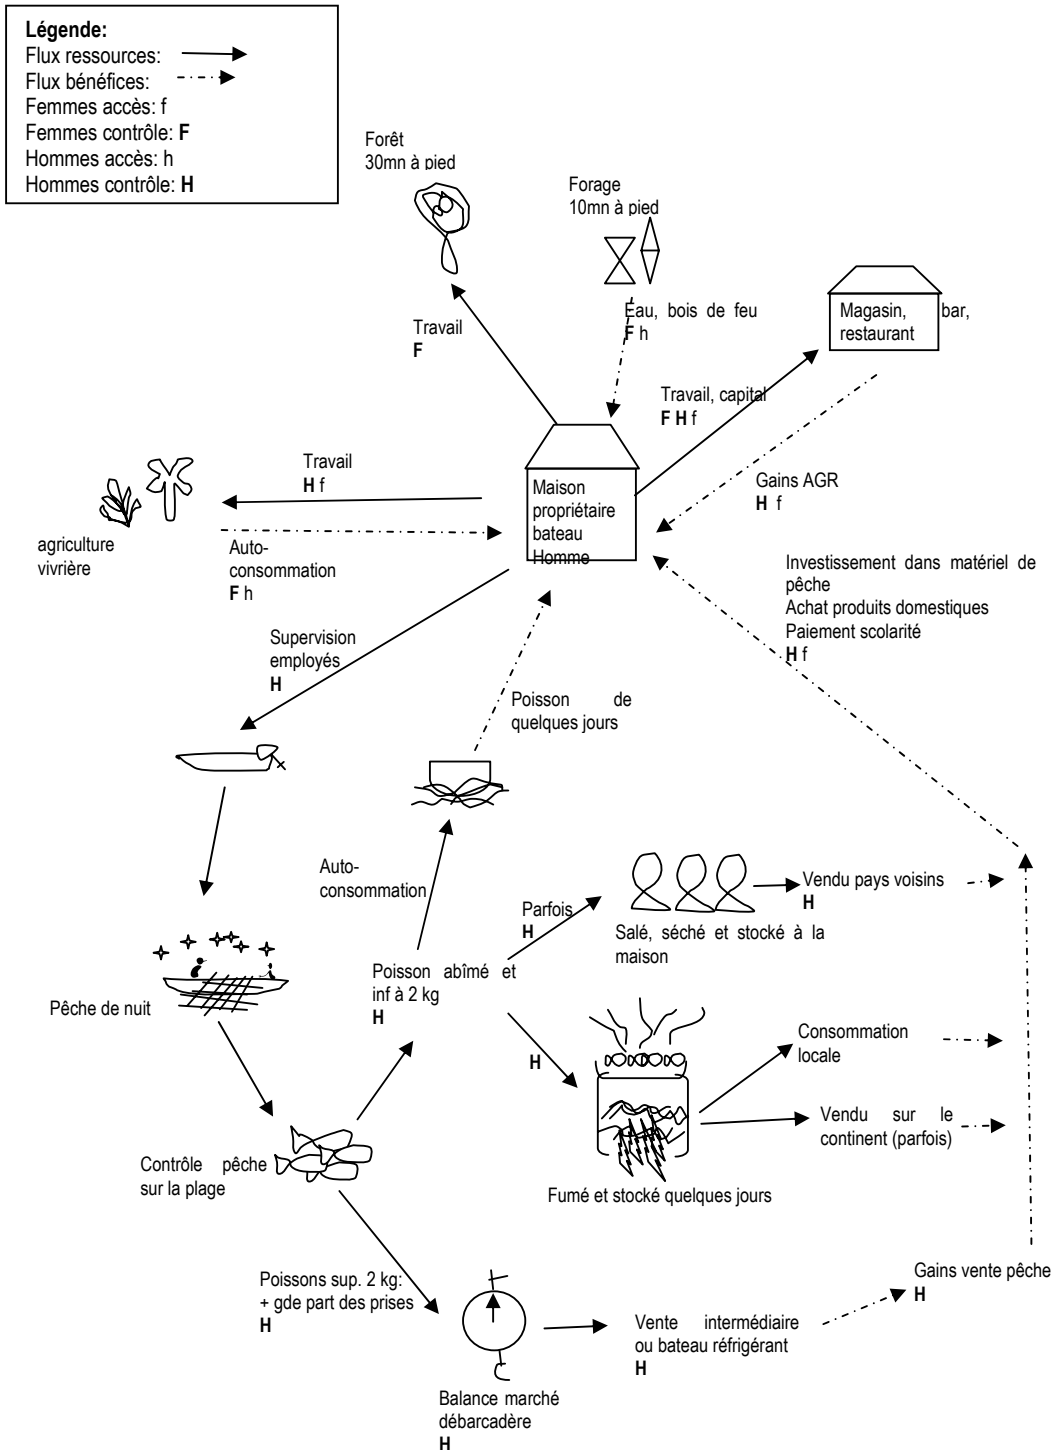 Légende:
Flux ressources:
Flux bénéfices:
Femmes accès: f
Femmes contrôle: F
Hommes accès: h
Hommes contrôle: H
Forêt
30mn à pied
Forage
10mn à pied
Eau, bois de feu
F h
Magasin, bar,
restaurant
Travail
F
Travail, capital
F H f
Gains AGR
H f
Travail
H f
Maison
propriétaire
bateau
Homme
agriculture
vivrière
Auto-
consommation
F h
Investissement dans matériel de
pêche
Achat produits domestiques
Paiement scolarité
H f
Supervision
employés
H
Poisson de
quelques jours
Auto-
consommation
Parfois
H
Vendu pays voisins
H
Salé, séché et stocké à la
maison
Poisson abîmé et
inf à 2 kg
H
Pêche de nuit
H
Consommation
locale
Vendu sur le
continent (parfois)
Contrôle pêche
sur la plage
Fumé et stocké quelques jours
Poissons sup. 2 kg:
+ gde part des prises
H
Gains vente pêche
H
Vente intermédiaire
ou bateau réfrigérant
H
Balance marché
débarcadère
H